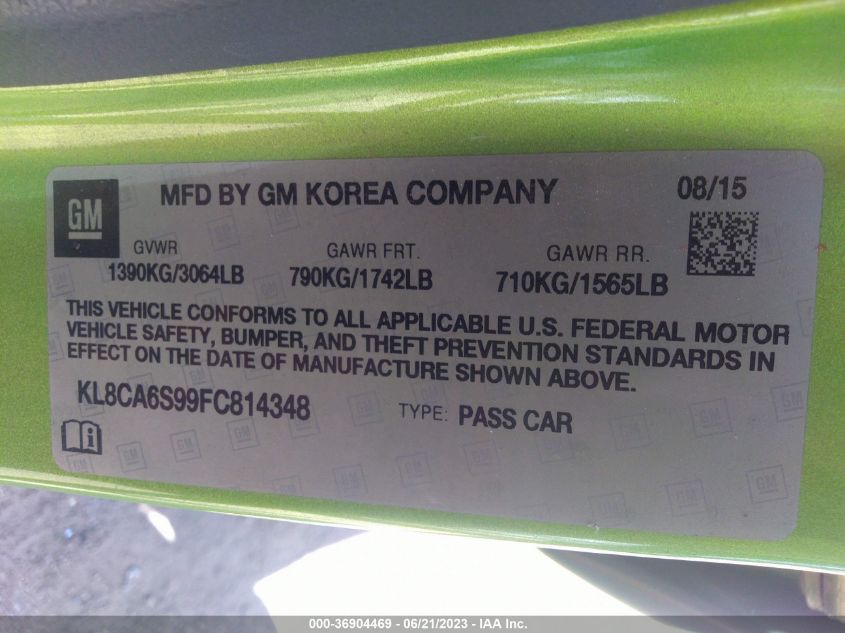 GM
MFD BY GM KOREA COMPANY
08/15
GVWR
GAWR FRT.
GAWR RR.
1390KG/3064LB
790KG/1742LB
710KG/1565LB
THIS VEHICLE CONFORMS TO ALL APPLICABLE U.S. FEDERAL MOTOR
VEHICLE SAFETY, BUMPER, AND THEFT PREVENTION STANDARDS IN
EFFECT ON THE DATE OF MANUFACTURE SHOWN ABOVE.
KL8CA6S99FC814348
TYPE: PASS CAR
000-36904469 - 06/21/2023 - IAA Inc.